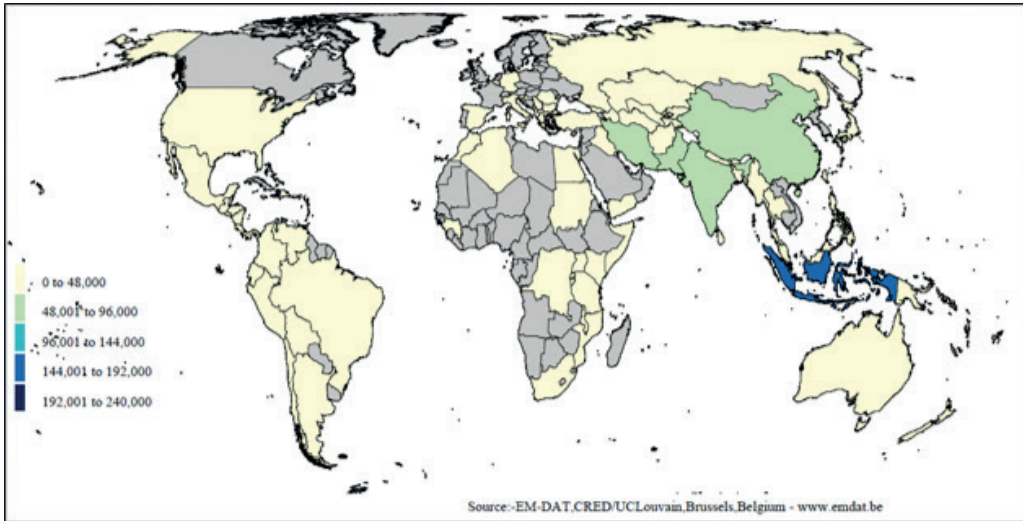 0 to 48,000
48,001 to 96,000
96,001 to 144,000
144,001 to 192,000
192,001 to 240,000
Source:-EM-DAT,CRED/UCLouvain,Brussels,Belgium - www.emdat.be